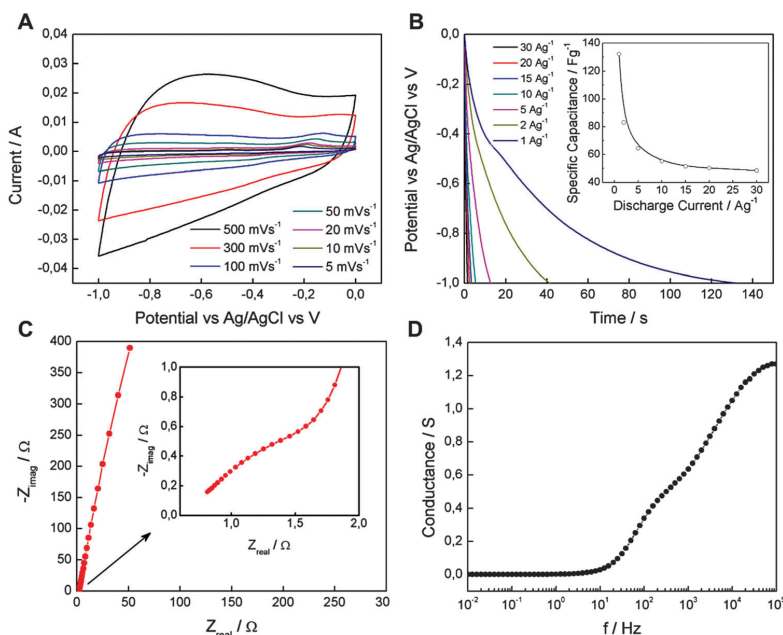 A
0,04
0,03
0,02
0,01
0,00
0,01
0,02
0,03
0,04
Current / A
500 mVs⁻¹
300 mVs⁻¹
100 mVs⁻¹
50 mVs⁻¹
20 mVs⁻¹
10 mVs⁻¹
5 mVs⁻¹
-1,0 -0,8 -0,6 -0,4 -0,2 0,0
Potential vs Ag/AgCl vs V
B
0,0
-0,2
-0,4
-0,6
-0,8
-1,0
Potential vs Ag/AgCl vs V
30 Ag⁻¹
20 Ag⁻¹
15 Ag⁻¹
10 Ag⁻¹
5 Ag⁻¹
2 Ag⁻¹
1 Ag⁻¹
Specific Capacitance / Fg⁻¹
140
120
100
80
60
40
0 5 10 15 20 25 30
Discharge Current / Ag⁻¹
0 20 40 60 80 100 120 140
Time / s
C
400
350
300
250
200
150
100
50
0
-Z imag / Ω
1,0
0,8
0,6
0,4
0,2
0,0
-Z imag / Ω
1,0 1,5 2,0
Z real / Ω
0 50 100 150 200 250 30
Z real / Ω
D
1,4
1,2
1,0
0,8
0,6
0,4
0,2
0,0
Conductance / S
10⁻² 10⁻¹ 10⁰ 10¹ 10² 10³ 10⁴ 10⁵
f / Hz